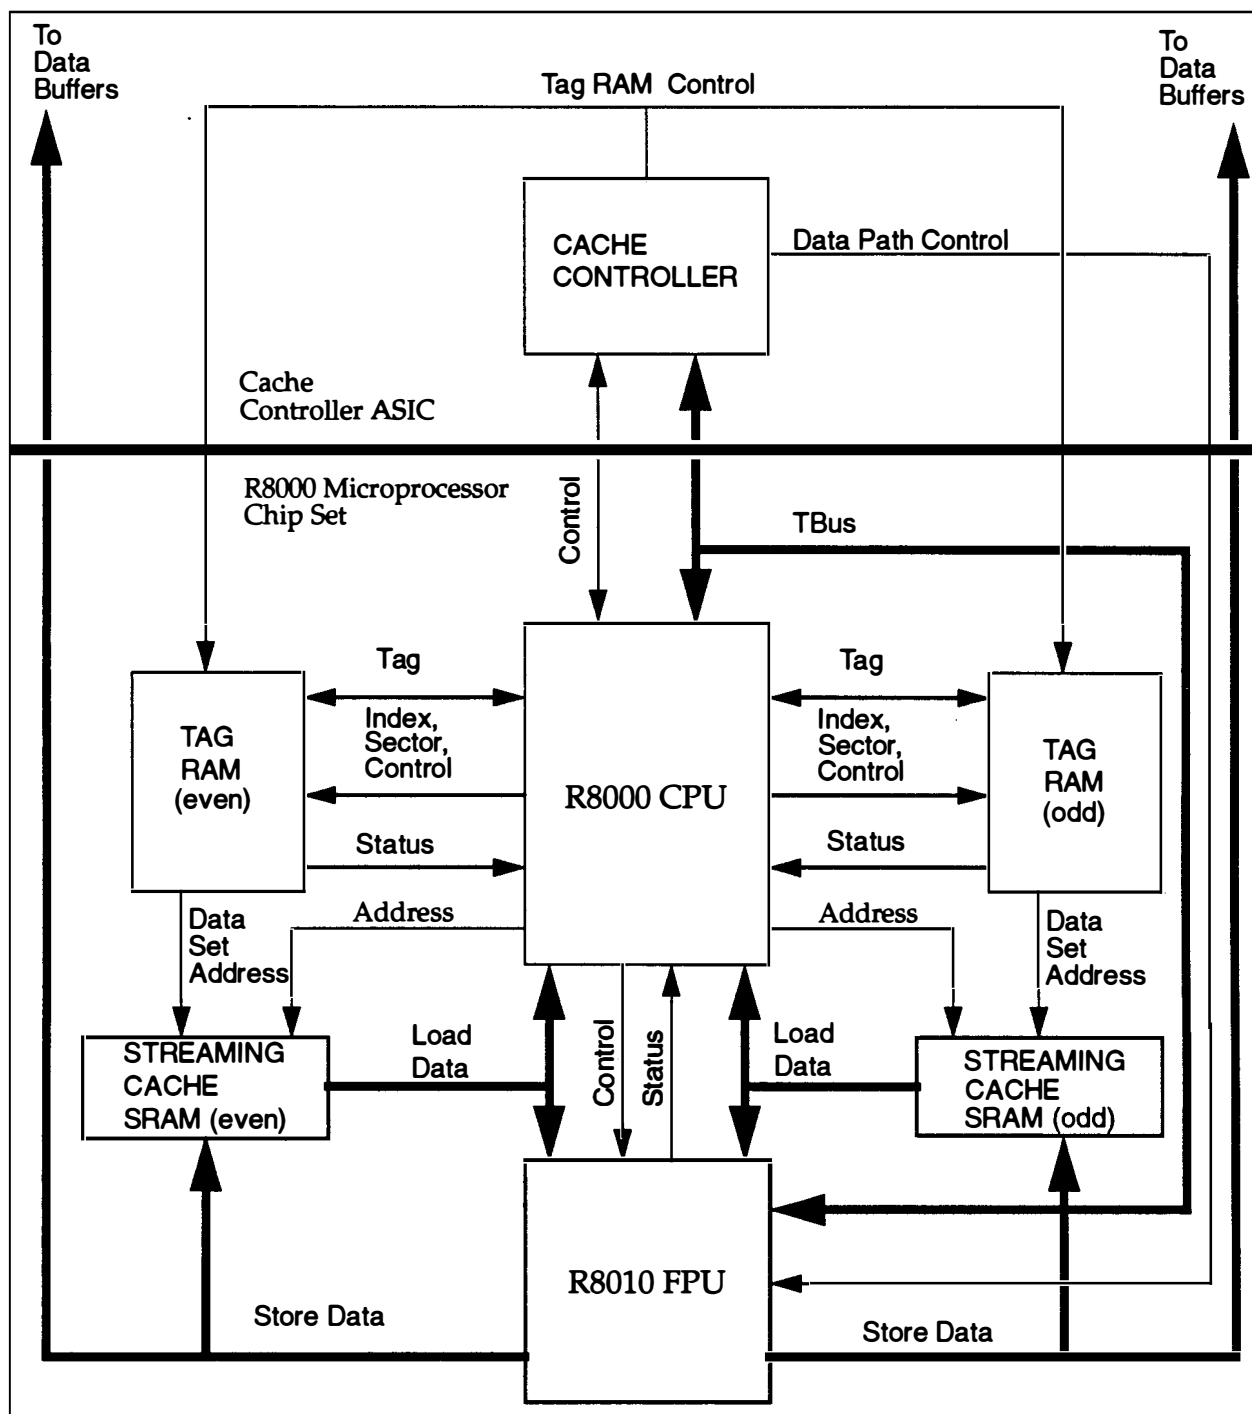 To
Data
Buffers
To
Data
Buffers
Tag RAM Control
CACHE
CONTROLLER
Data Path Control
Cache
Controller ASIC
R8000 Microprocessor
Chip Set
Control
TBus
Tag
Tag
Index,
Sector,
Control
Index,
Sector,
Control
TAG
RAM
(even)
R8000 CPU
TAG
RAM
(odd)
Status
Status
Address
Address
Data
Set
Address
Data
Set
Address
Load
Data
Control
Status
Load
Data
STREAMING
CACHE
SRAM (even)
STREAMING
CACHE
SRAM (odd)
R8010 FPU
Store Data
Store Data